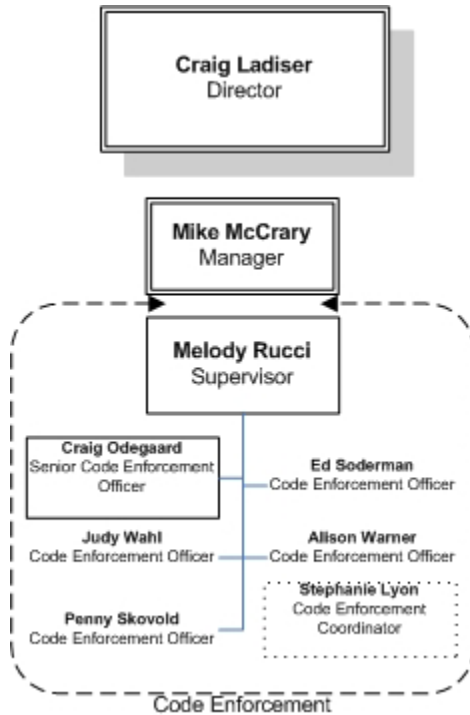 Craig Ladiser
Director
Mike McCrary
Manager
Melody Rucci
Supervisor
Craig Odegaard
Senior Code Enforcement
Officer
Ed Soderman
Code Enforcement Officer
Judy Wahl
Code Enforcement Officer
Alison Warner
Code Enforcement Officer
Penny Skovold
Code Enforcement Officer
Stephanie Lyon
Code Enforcement
Coordinator
Code Enforcement